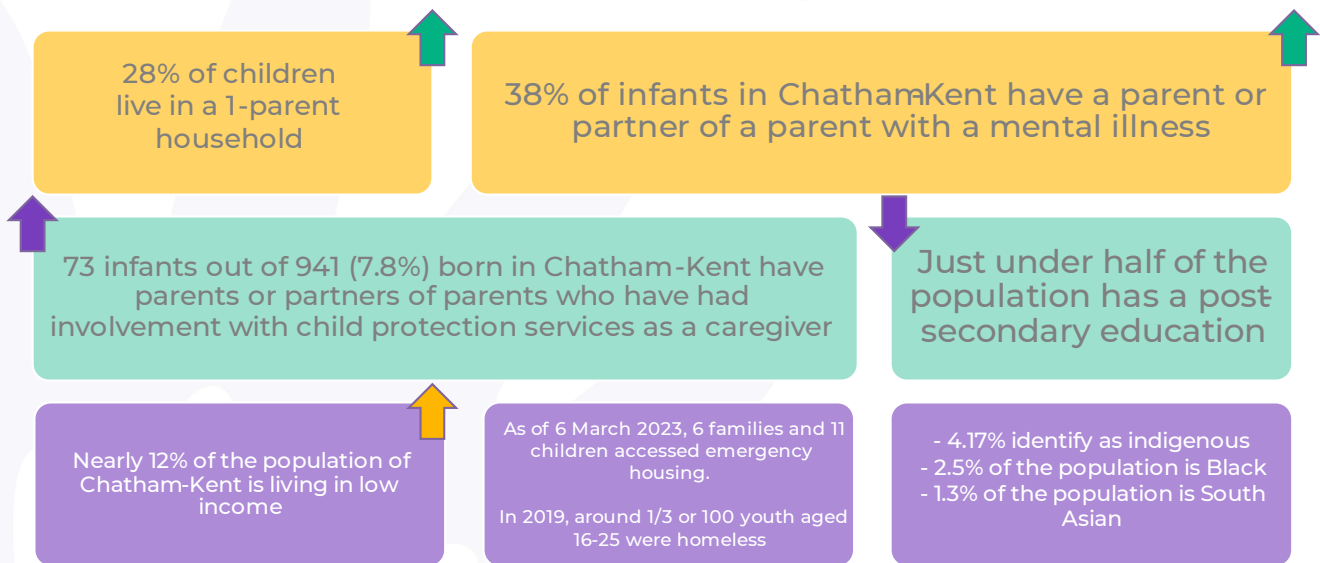 28% of children
live in a 1-parent
household
38% of infants in Chatham-Kent have a parent or
partner of a parent with a mental illness
73 infants out of 941 (7.8%) born in Chatham-Kent have
parents or partners of parents who have had
involvement with child protection services as a caregiver
Just under half of the
population has a post-
secondary education
Nearly 12% of the population of
Chatham-Kent is living in low
income
As of 6 March 2023, 6 families and 11
children accessed emergency
housing.
In 2019, around 1/3 or 100 youth aged
16-25 were homeless
- 4.17% identify as indigenous
- 2.5% of the population is Black
- 1.3% of the population is South
Asian